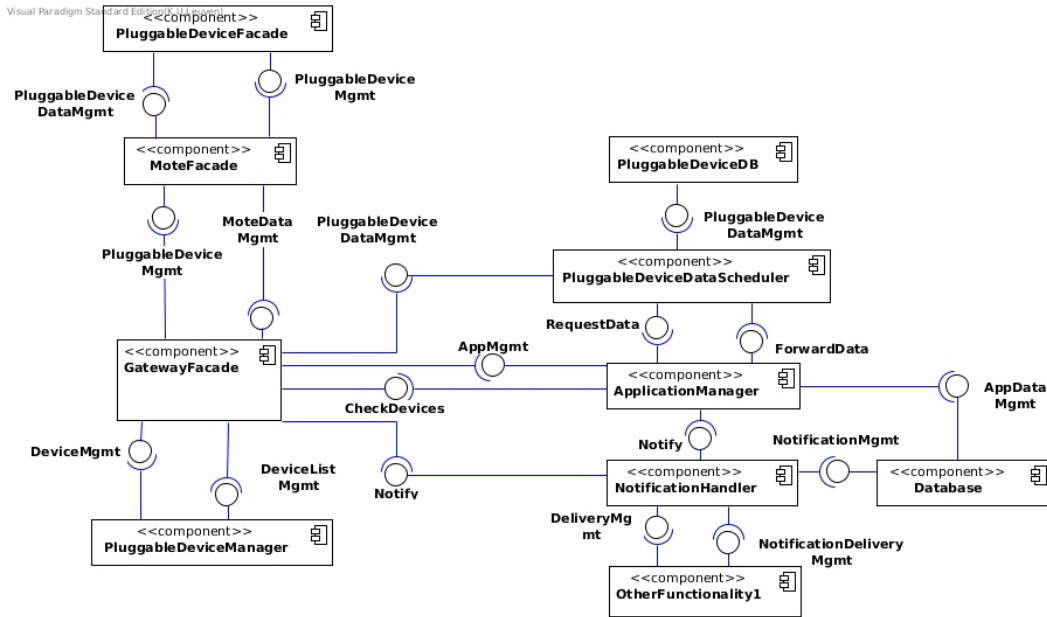 Visual Paradigm Standard Edition(K.U.Leuven)
<<component>>
PluggableDeviceFacade
PluggableDevice
DataMgmt
PluggableDevice
Mgmt
<<component>>
MoteFacade
<<component>>
PluggableDeviceDB
PluggableDevice
Mgmt
MoteData
Mgmt
PluggableDevice
DataMgmt
PluggableDevice
DataMgmt
<<component>>
PluggableDeviceDataScheduler
RequestData
ForwardData
<<component>>
GatewayFacade
AppMgmt
CheckDevices
<<component>>
ApplicationManager
AppData
Mgmt
DeviceMgmt
DeviceList
Mgmt
Notify
Notify
NotificationMgmt
<<component>>
NotificationHandler
<<component>>
Database
<<component>>
PluggableDeviceManager
DeliveryMg
mt
NotificationDelivery
Mgmt
<<component>>
OtherFunctionality1